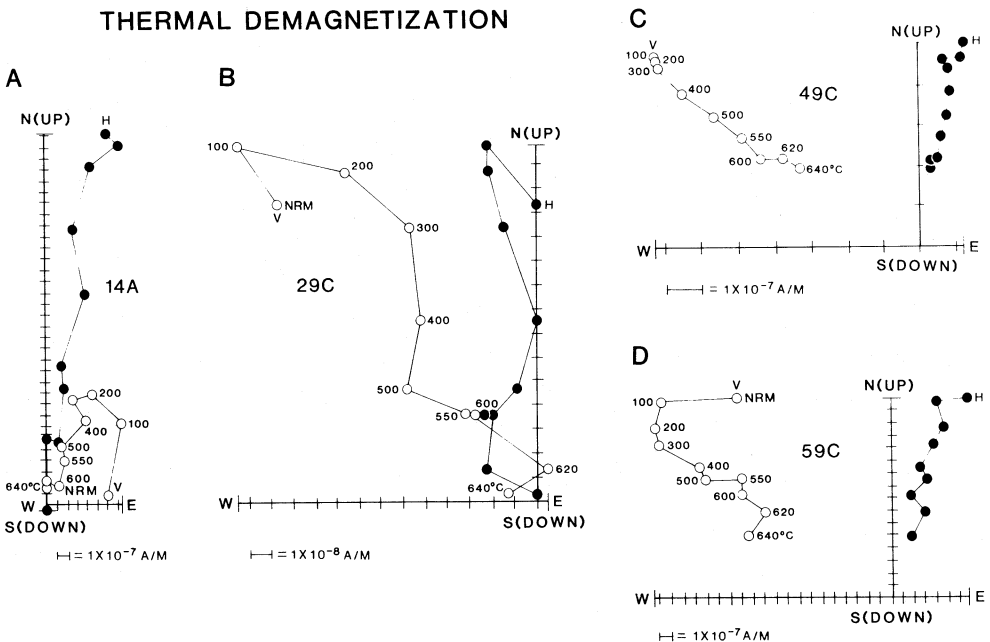 THERMAL DEMAGNETIZATION
A
N(UP)
H
14A
200
100
400
500
550
600
640°C
NRM
V
W
E
S(DOWN)
= 1X10⁻⁷ A/M
B
N(UP)
100
200
NRM
V
H
300
29C
400
500
600
550
620
640°C
W
E
S(DOWN)
= 1X10⁻⁸ A/M
C
N(UP)
H
V
100
200
300
400
49C
500
550
620
600
640°C
W
E
S(DOWN)
= 1X10⁻⁷ A/M
D
N(UP)
V
H
100
NRM
200
300
59C
400
500
550
600
620
640°C
W
E
S(DOWN)
= 1X10⁻⁷ A/M